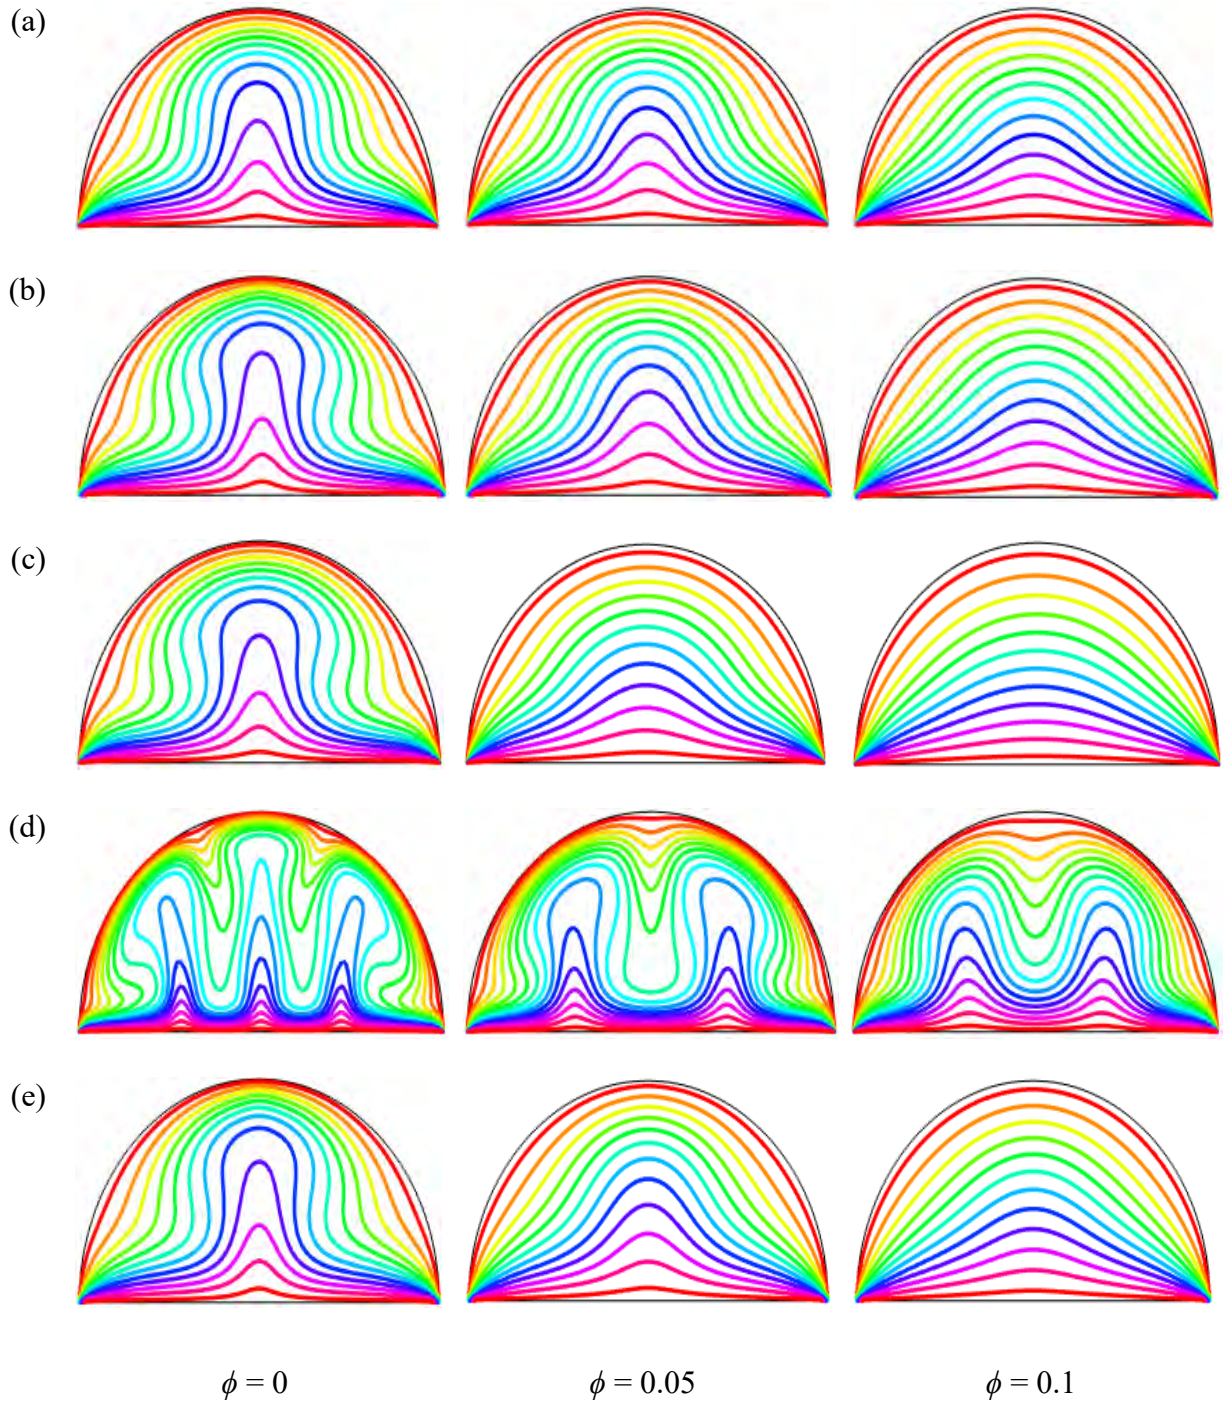 (a)
(b)
(c)
(d)
(e)
ϕ = 0 ϕ = 0.05 ϕ = 0.1